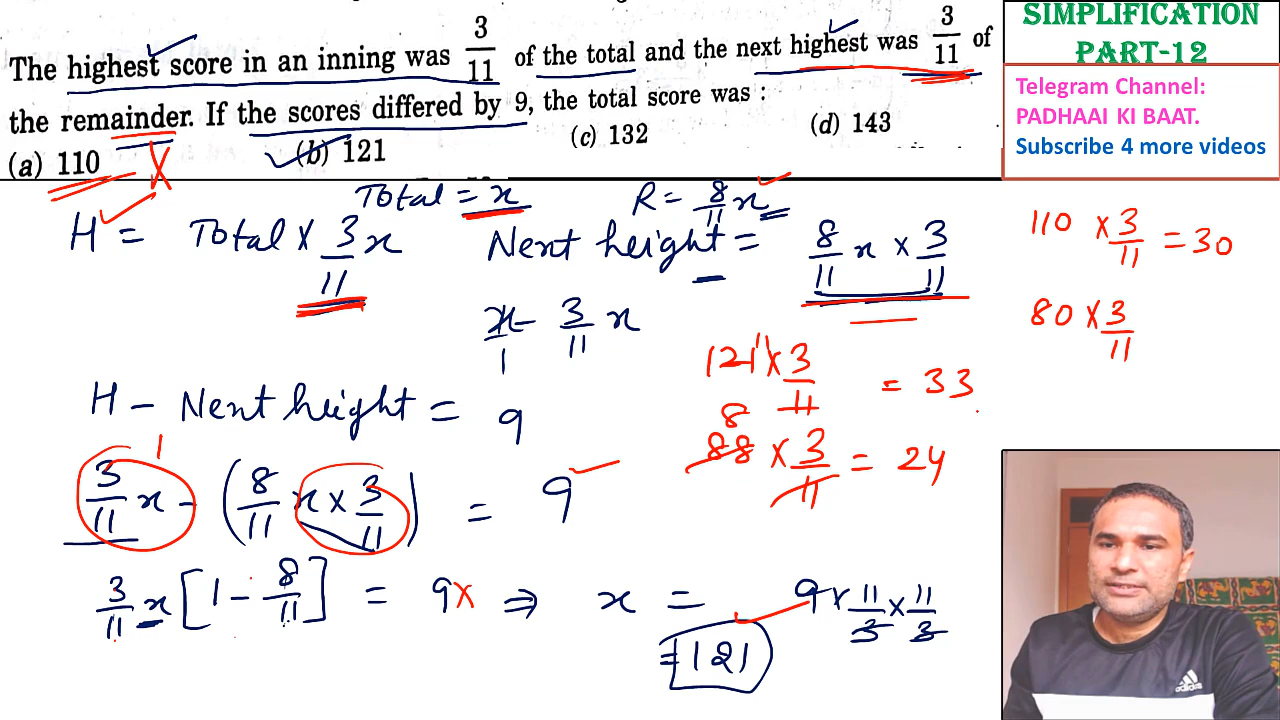 The highest score in an inning was 3/11 of the total and the next highest was 3/11 of
the remainder. If the scores differed by 9, the total score was :
(a) 110 (b) 121 (c) 132 (d) 143
SIMPLIFICATION
PART-12
Telegram Channel:
PADHAAI KI BAAT.
Subscribe 4 more videos
Total = x
R = 8/11 x
H = Total × 3/11 x
Next height = 8/11 x × 3/11
x/1 - 3/11 x
H - Next height = 9
3/11 x - (8/11 x × 3/11) = 9
3/11 x [1 - 8/11] = 9x ⇒ x = 9 × 11/3 × 11/3
= 121
121 × 3/11 = 33
8
88 × 3/11 = 24
110 × 3/11 = 30
80 × 3/11
adidas